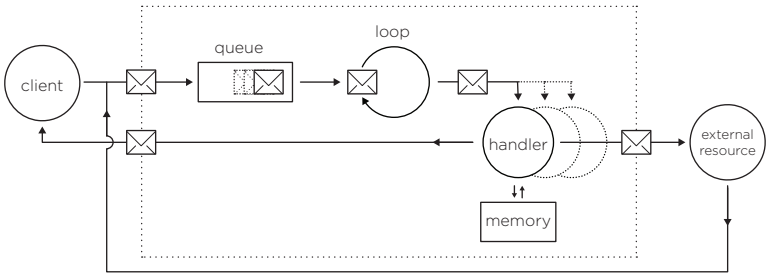 loop
queue
client
handler
external
resource
memory